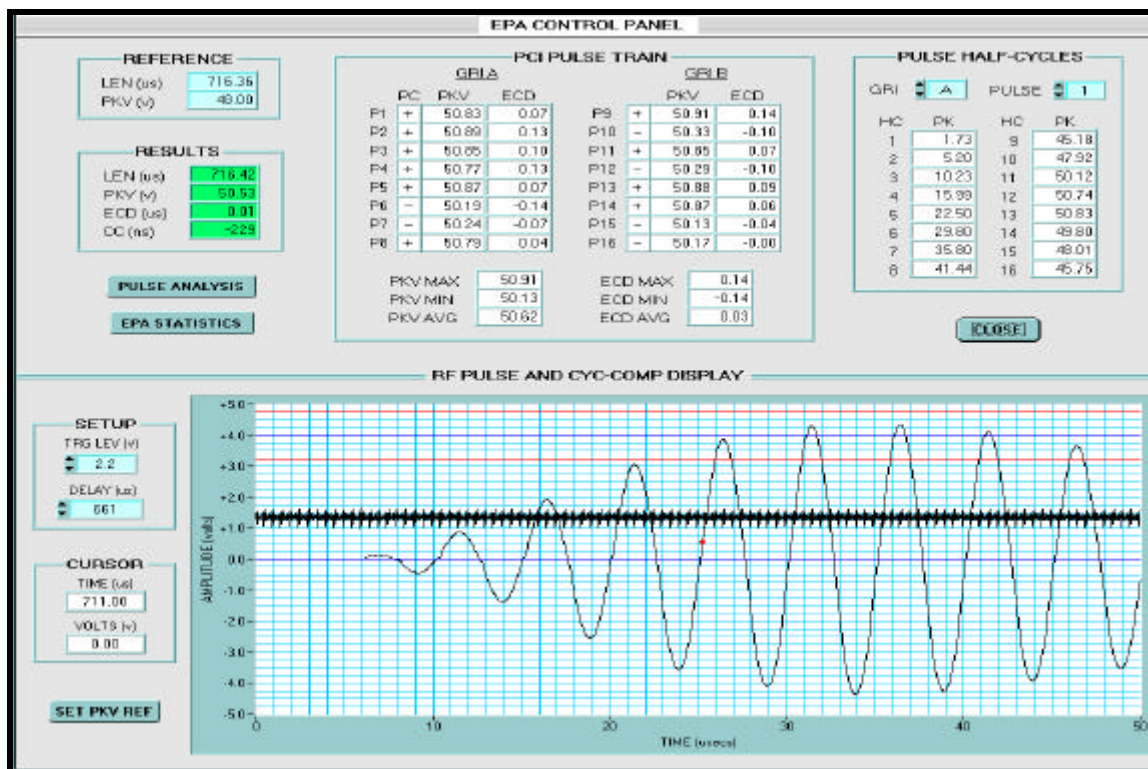 EPA CONTROL PANEL
REFERENCE
LEN (us) 716.36
PKV (v) 48.00
RESULTS
LEN (us) 716.42
PKV (v) 50.53
ECD (us) 0.01
CC (ns) -229
PULSE ANALYSIS
EPA STATISTICS
PCI PULSE TRAIN
GRI A GRI B
PC PKV ECD PKV ECD
P1 + 50.83 0.07 P9 + 50.91 0.14
P2 + 50.89 0.13 P10 - 50.33 -0.10
P3 + 50.85 0.10 P11 + 50.85 0.07
P4 + 50.77 0.13 P12 - 50.29 -0.10
P5 + 50.87 0.07 P13 + 50.88 0.09
P6 - 50.19 -0.14 P14 + 50.87 0.06
P7 - 50.24 -0.07 P15 - 50.13 -0.04
P8 + 50.79 0.04 P16 - 50.17 -0.00
PKV MAX 50.91 ECD MAX 0.14
PKV MIN 50.13 ECD MIN -0.14
PKV AVG 50.62 ECD AVG 0.03
PULSE HALF-CYCLES
GRI A PULSE 1
HC PK HC PK
1 1.73 9 45.18
2 5.20 10 47.92
3 10.23 11 50.12
4 15.99 12 50.74
5 22.50 13 50.83
6 29.80 14 49.80
7 35.80 15 48.01
8 41.44 16 45.75
CLOSE
RF PULSE AND CYC-COMP DISPLAY
SETUP
TRG LEV (v)
2.2
DELAY (us)
661
CURSOR
TIME (us)
711.00
VOLTS (v)
0.00
SET PKV REF
AMPLITUDE (volts)
+5.0
+4.0
+3.0
+2.0
+1.0
0.0
-1.0
-2.0
-3.0
-4.0
-5.0
0 10 20 30 40 50
TIME (usecs)